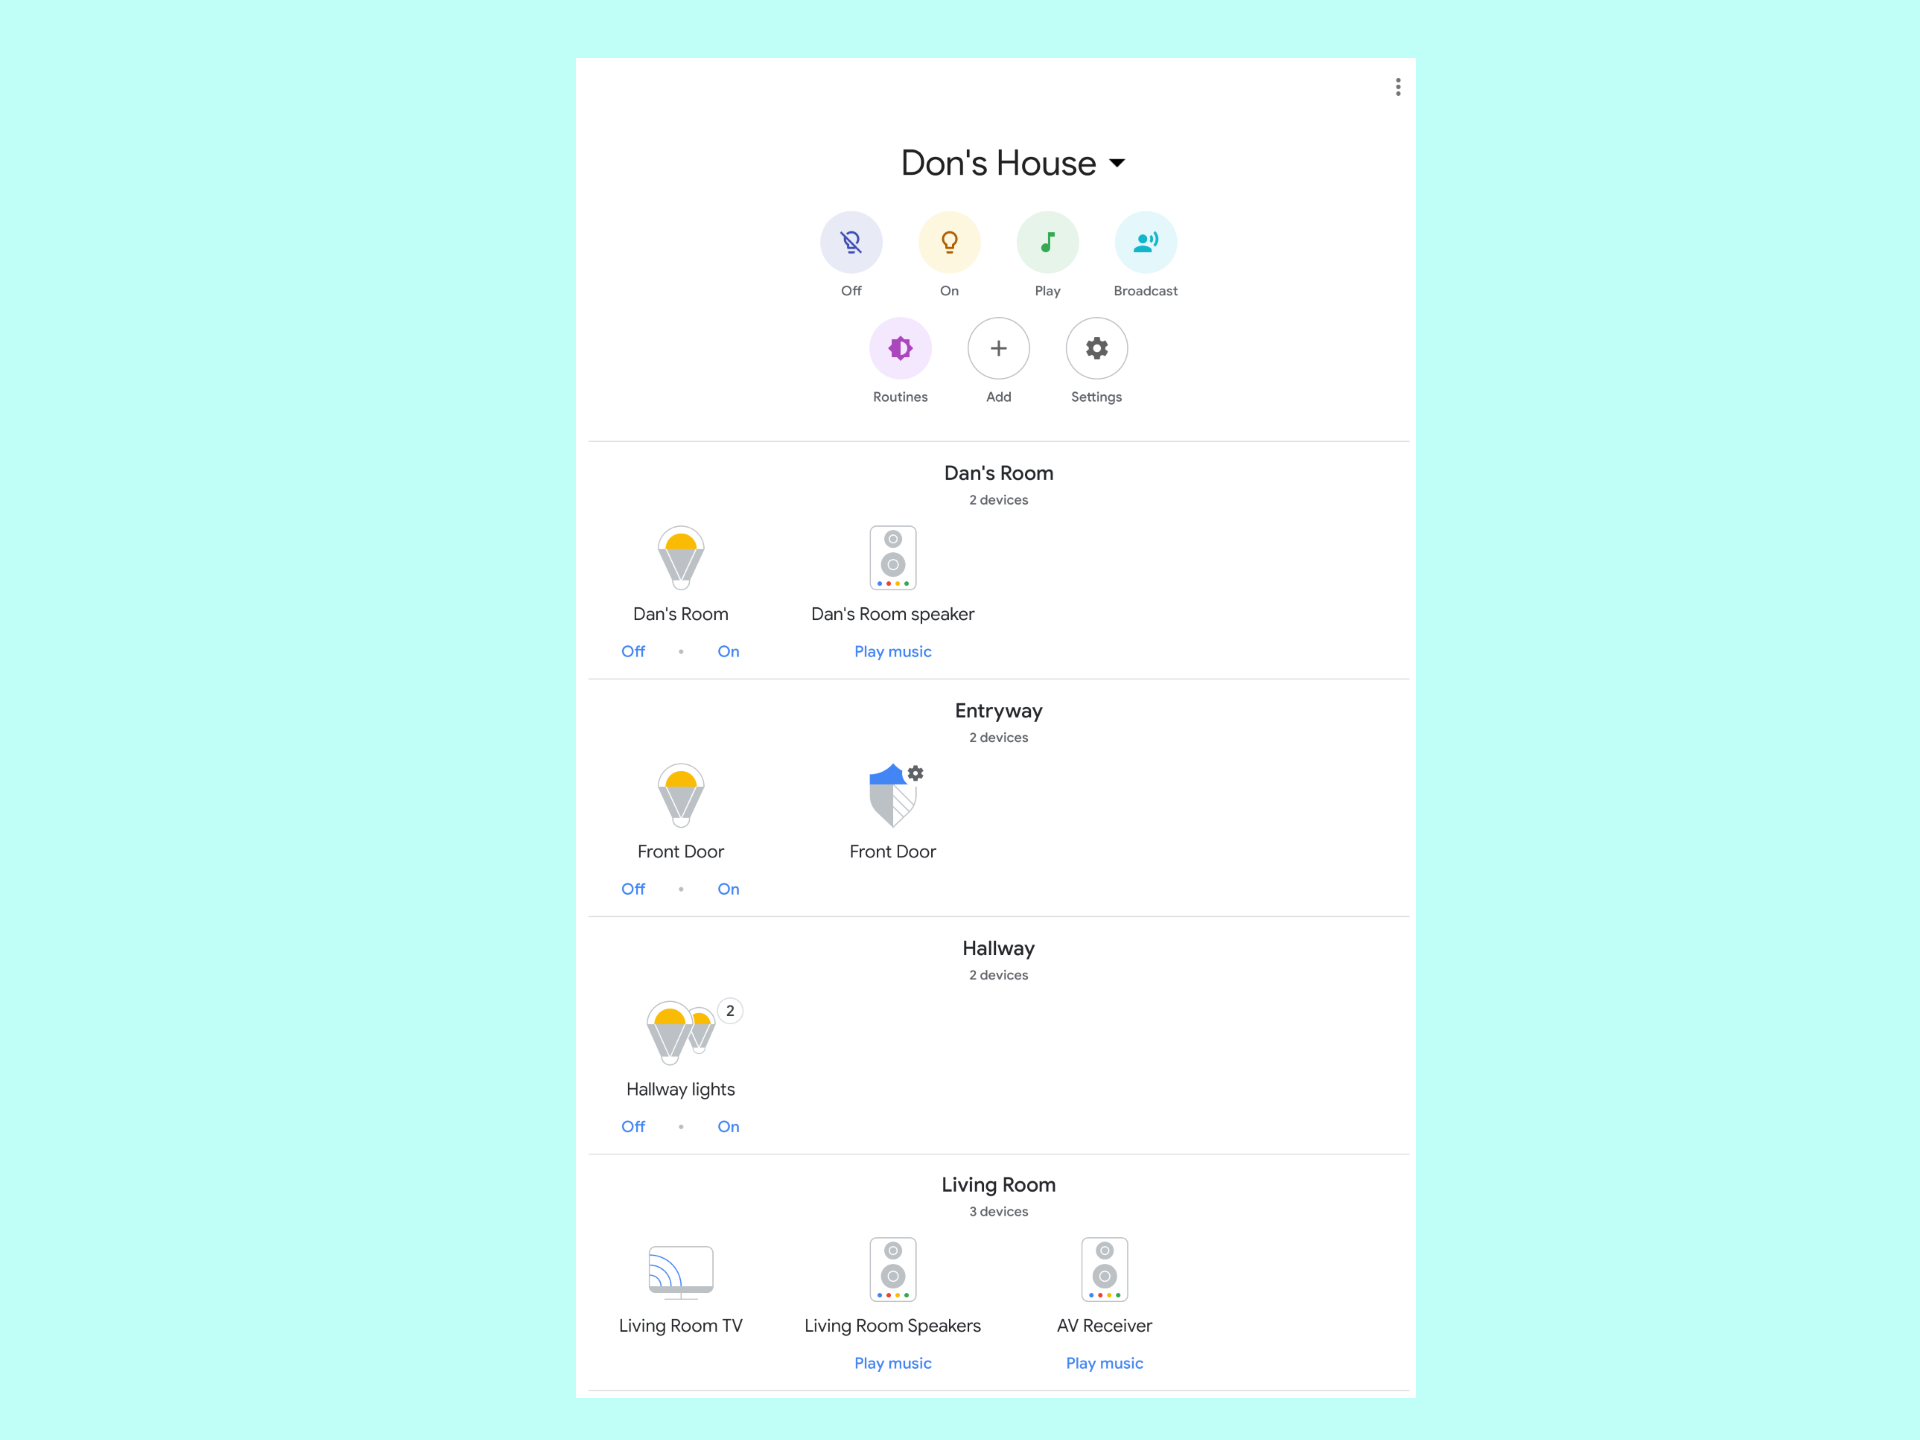 Don's House
Off
On
Play
Broadcast
Routines
Add
Settings
Dan's Room
2 devices
Dan's Room
Dan's Room speaker
Off • On
Play music
Entryway
2 devices
Front Door
Front Door
Off • On
Hallway
2 devices
2
Hallway lights
Off • On
Living Room
3 devices
Living Room TV
Living Room Speakers
AV Receiver
Play music
Play music